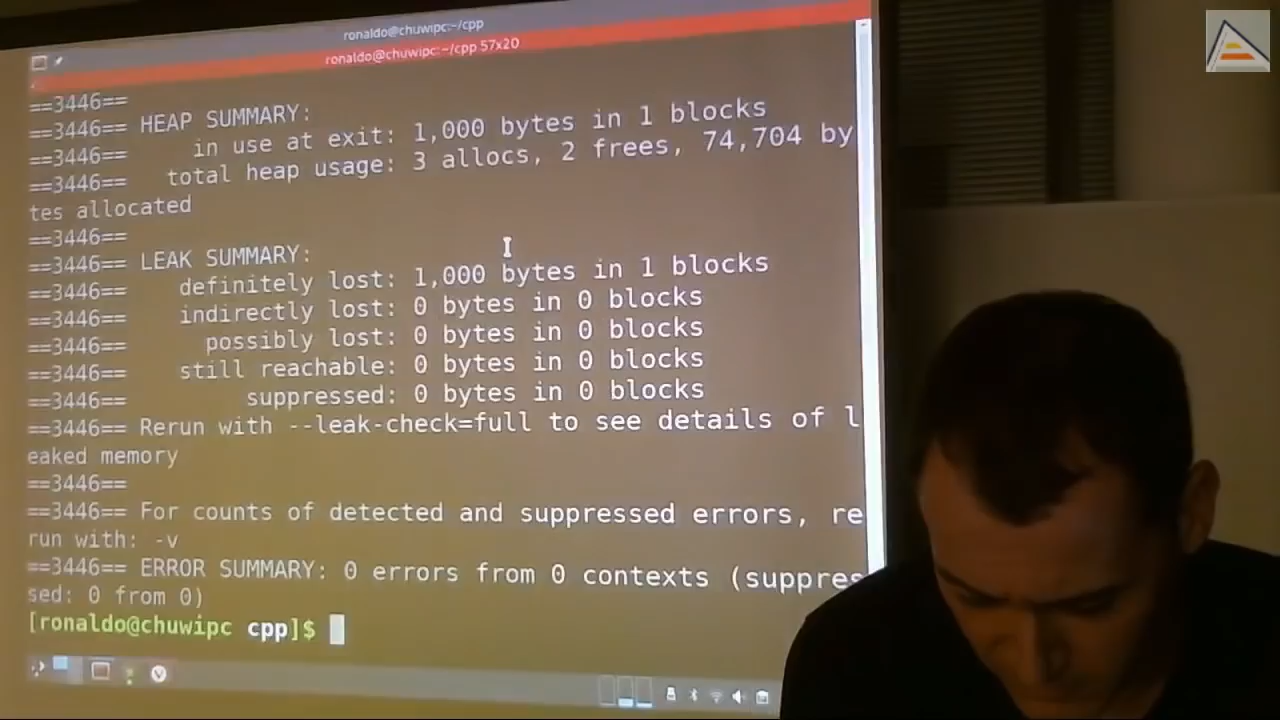 ronaldo@chuwipc:~/cpp
ronaldo@chuwipc:~/cpp 57x20
==3446==
==3446== HEAP SUMMARY:
==3446==     in use at exit: 1,000 bytes in 1 blocks
==3446==   total heap usage: 3 allocs, 2 frees, 74,704 by
tes allocated
==3446==
==3446== LEAK SUMMARY:
==3446==    definitely lost: 1,000 bytes in 1 blocks
==3446==    indirectly lost: 0 bytes in 0 blocks
==3446==      possibly lost: 0 bytes in 0 blocks
==3446==    still reachable: 0 bytes in 0 blocks
==3446==         suppressed: 0 bytes in 0 blocks
==3446== Rerun with --leak-check=full to see details of l
eaked memory
==3446==
==3446== For counts of detected and suppressed errors, re
run with: -v
==3446== ERROR SUMMARY: 0 errors from 0 contexts (suppres
sed: 0 from 0)
[ronaldo@chuwipc cpp]$